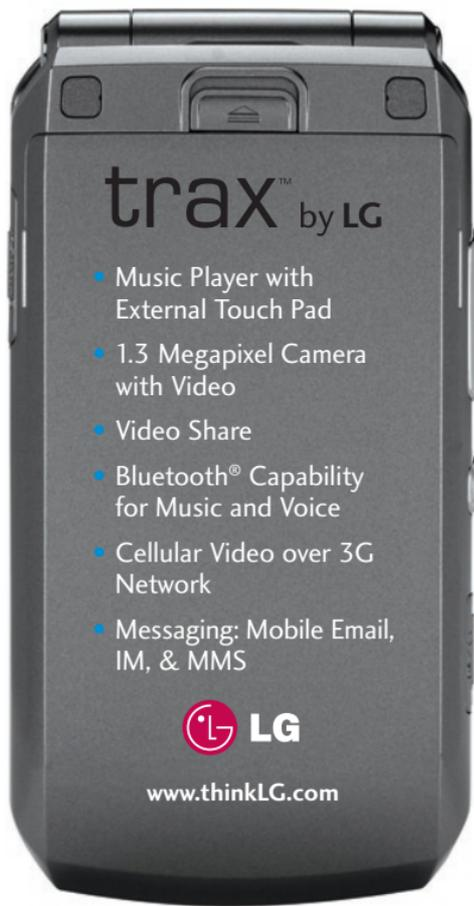 trax™ by LG
• Music Player with
External Touch Pad
• 1.3 Megapixel Camera
with Video
• Video Share
• Bluetooth® Capability
for Music and Voice
• Cellular Video over 3G
Network
• Messaging: Mobile Email,
IM, & MMS
LG LG
www.thinkLG.com